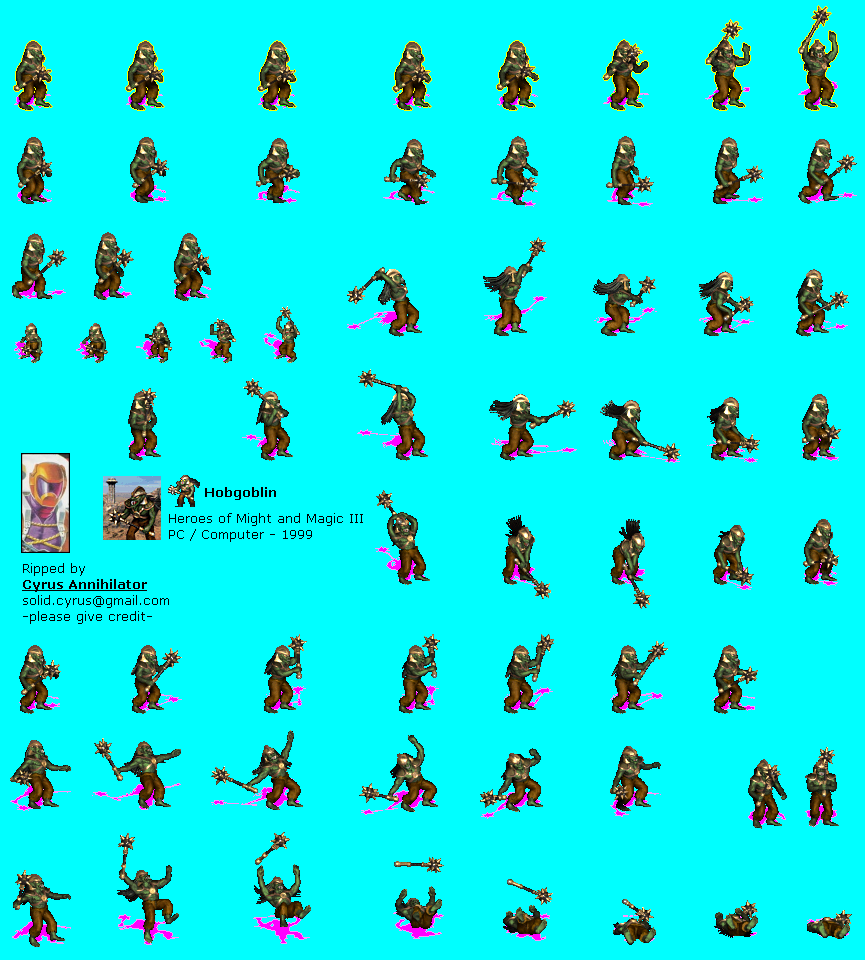 Hobgoblin
Heroes of Might and Magic III
PC / Computer - 1999
Ripped by
Cyrus Annihilator
solid.cyrus@gmail.com
-please give credit-